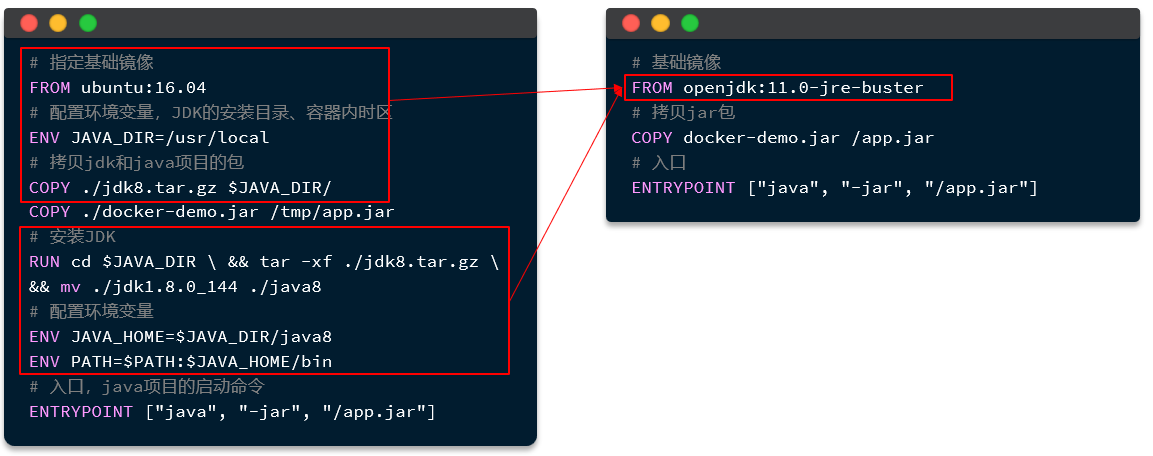 # 指定基础镜像
FROM ubuntu:16.04
# 配置环境变量，JDK的安装目录、容器内时区
ENV JAVA_DIR=/usr/local
# 拷贝jdk和java项目的包
COPY ./jdk8.tar.gz $JAVA_DIR/
COPY ./docker-demo.jar /tmp/app.jar
# 安装JDK
RUN cd $JAVA_DIR \ && tar -xf ./jdk8.tar.gz \
&& mv ./jdk1.8.0_144 ./java8
# 配置环境变量
ENV JAVA_HOME=$JAVA_DIR/java8
ENV PATH=$PATH:$JAVA_HOME/bin
# 入口，java项目的启动命令
ENTRYPOINT ["java", "-jar", "/app.jar"]
# 基础镜像
FROM openjdk:11.0-jre-buster
# 拷贝jar包
COPY docker-demo.jar /app.jar
# 入口
ENTRYPOINT ["java", "-jar", "/app.jar"]